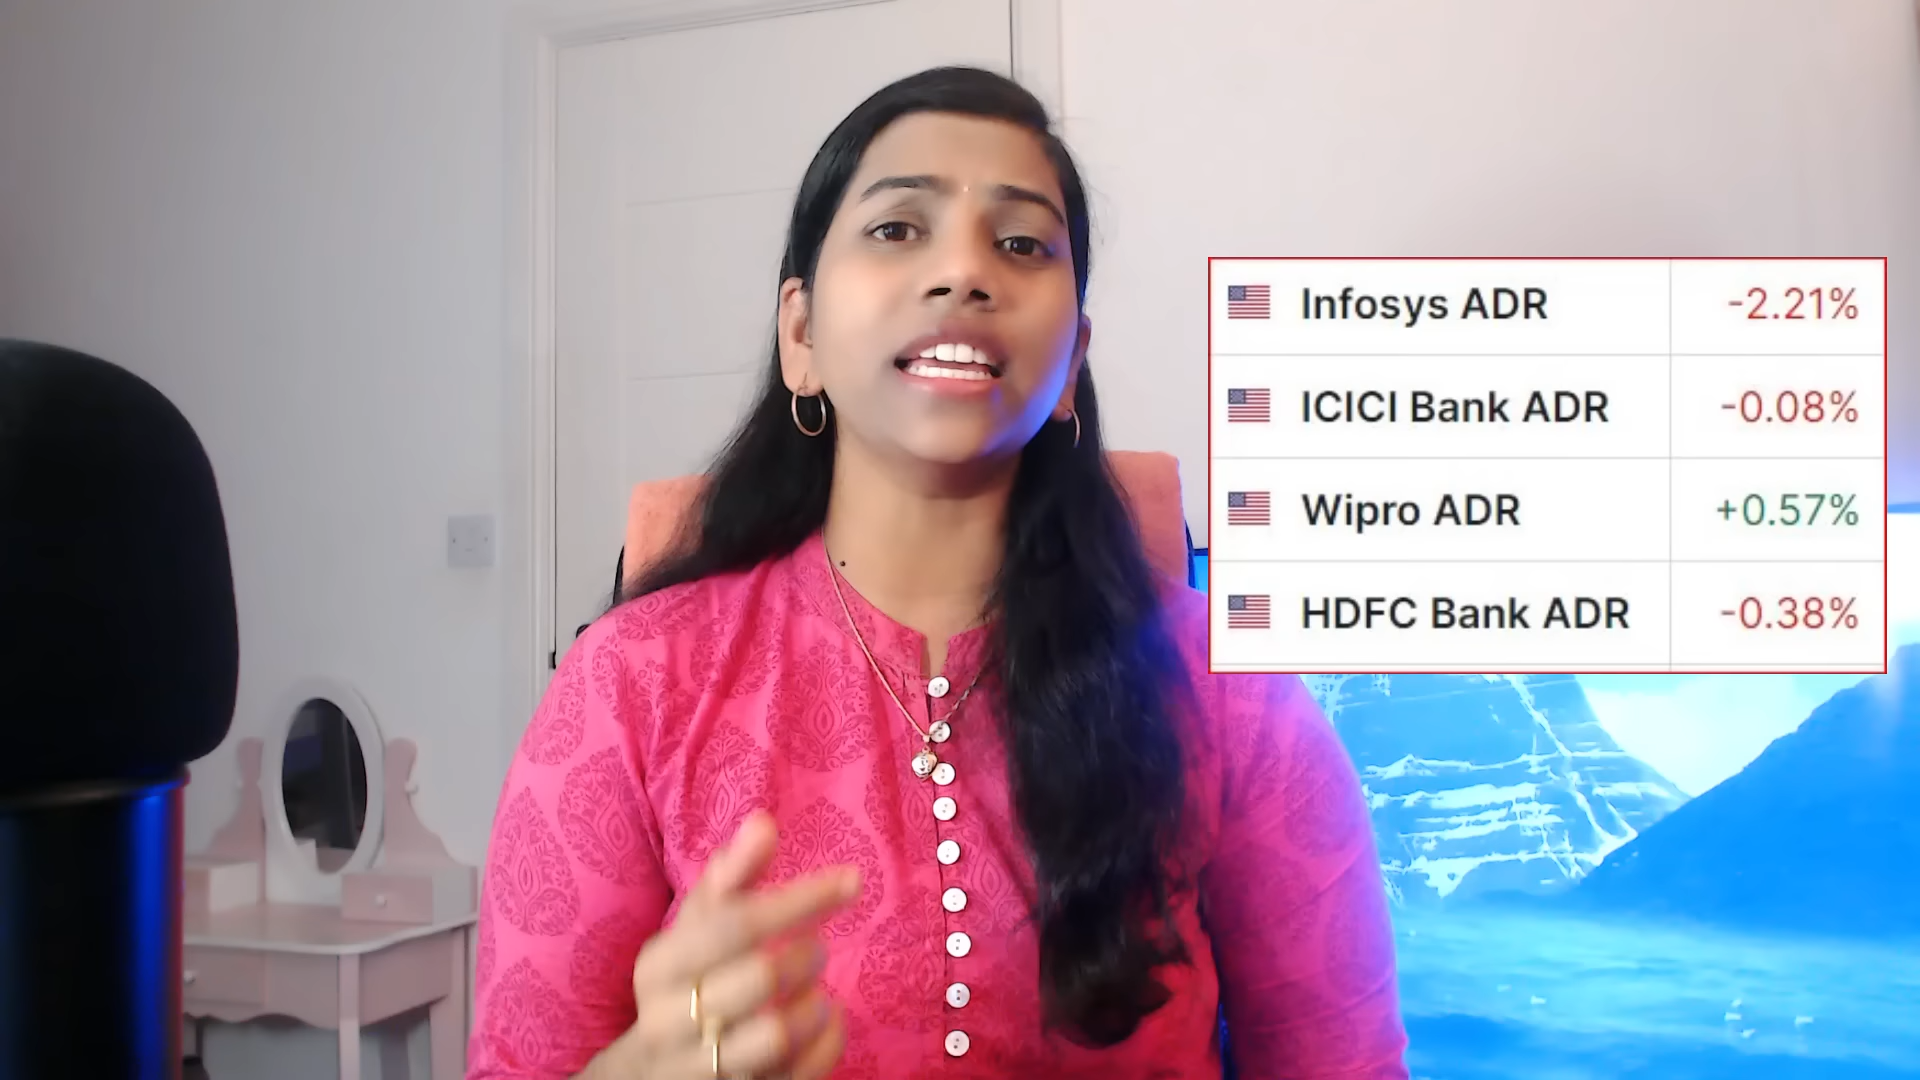 Infosys ADR -2.21%
ICICI Bank ADR -0.08%
Wipro ADR +0.57%
HDFC Bank ADR -0.38%